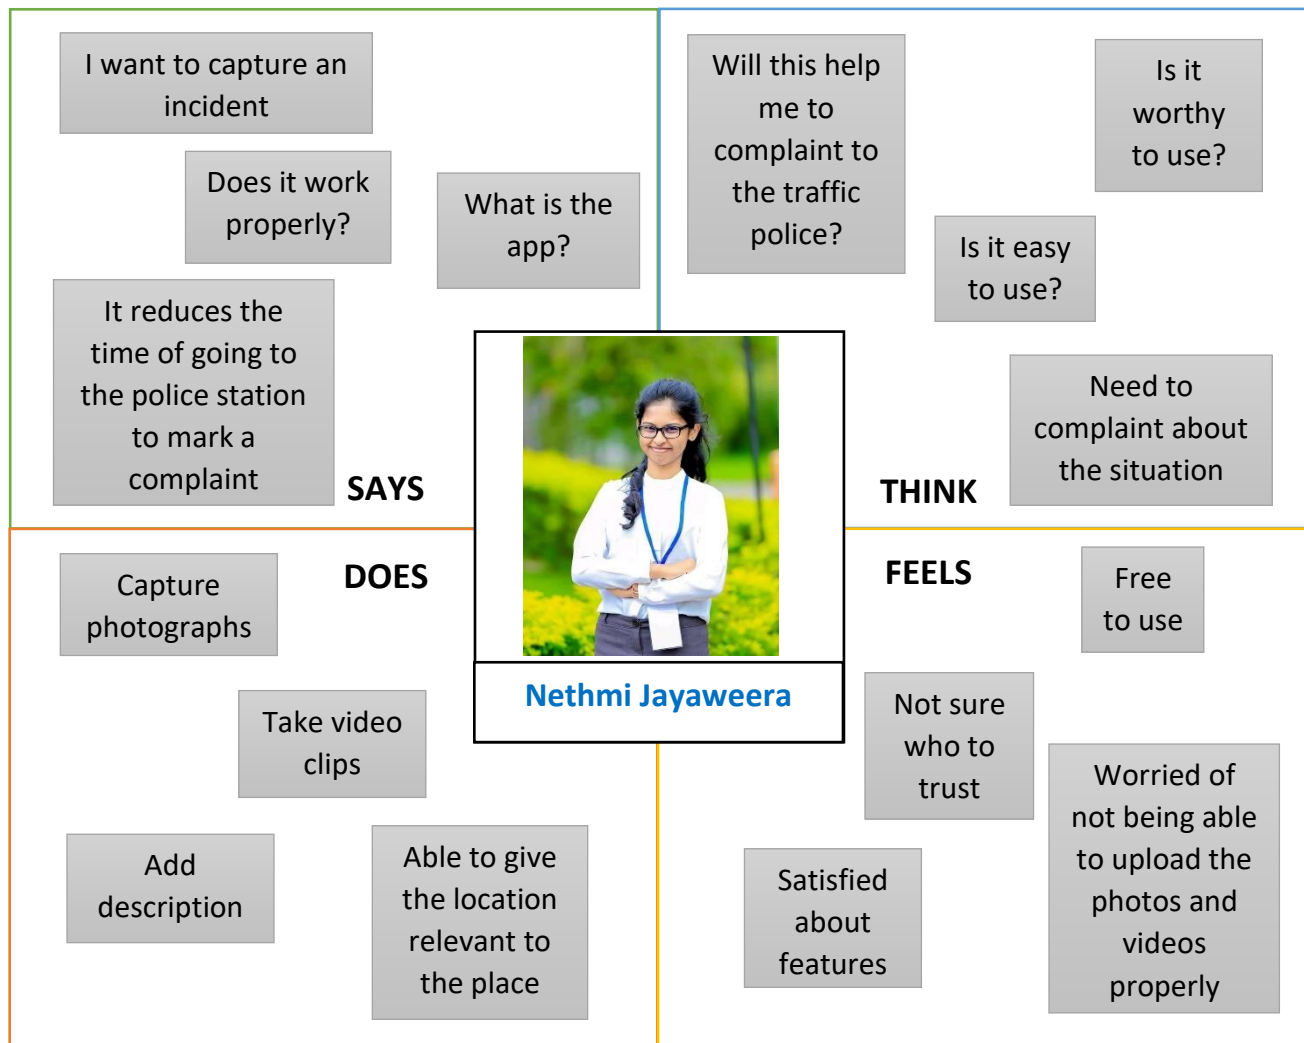 I want to capture an
incident
Does it work
properly?
What is the
app?
It reduces the
time of going to
the police station
to mark a
complaint
SAYS
Will this help
me to
complaint to
the traffic
police?
Is it
worthy
to use?
Is it easy
to use?
Need to
complaint about
the situation
THINK
Nethmi Jayaweera
DOES
Capture
photographs
Take video
clips
Add
description
Able to give
the location
relevant to
the place
FEELS
Free
to use
Not sure
who to
trust
Worried of
not being able
to upload the
photos and
videos
properly
Satisfied
about
features